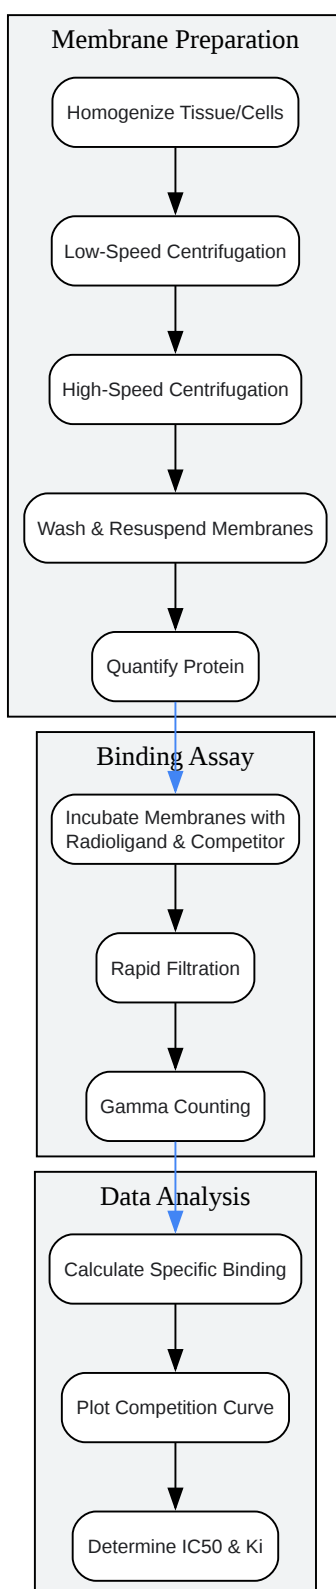 Membrane Preparation
Homogenize Tissue/Cells
Low-Speed Centrifugation
High-Speed Centrifugation
Wash & Resuspend Membranes
Quantify Protein
Binding Assay
Incubate Membranes with
Radioligand & Competitor
Rapid Filtration
Gamma Counting
Data Analysis
Calculate Specific Binding
Plot Competition Curve
Determine IC50 & Ki